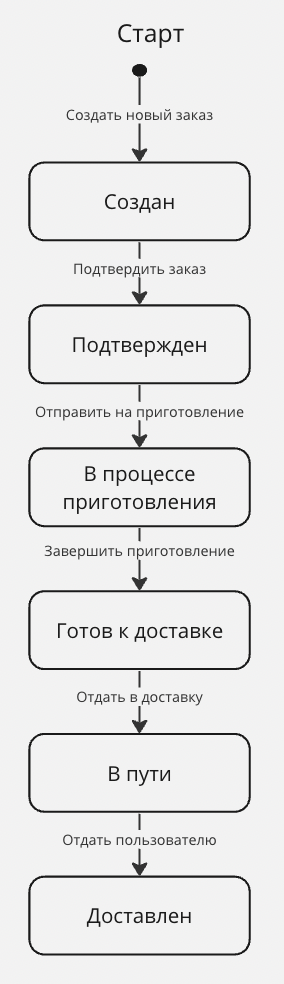 Старт
Создать новый заказ
Создан
Подтвердить заказ
Подтвержден
Отправить на приготовление
В процессе
приготовления
Завершить приготовление
Готов к доставке
Отдать в доставку
В пути
Отдать пользователю
Доставлен